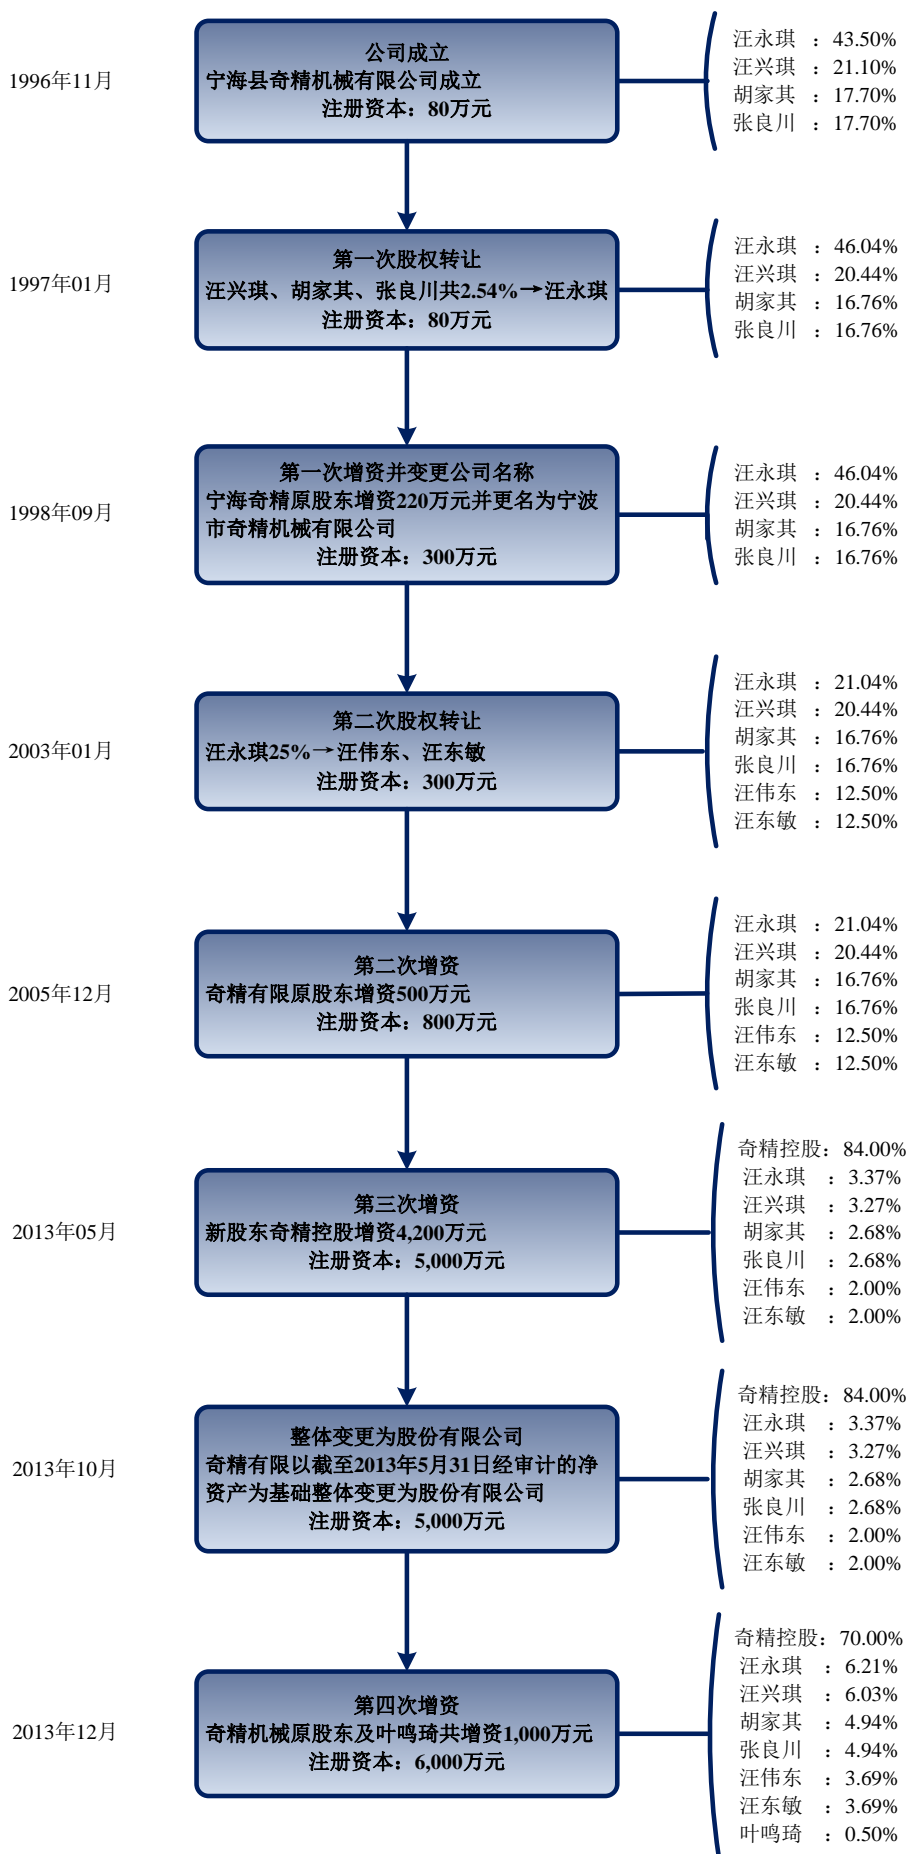 1996年11月
公司成立
宁海县奇精机械有限公司成立
注册资本：80万元
汪永琪 ：43.50%
汪兴琪 ：21.10%
胡家其 ：17.70%
张良川 ：17.70%
1997年01月
第一次股权转让
汪兴琪、胡家其、张良川共2.54%→汪永琪
注册资本：80万元
汪永琪 ：46.04%
汪兴琪 ：20.44%
胡家其 ：16.76%
张良川 ：16.76%
1998年09月
第一次增资并变更公司名称
宁海奇精原股东增资220万元并更名为宁波
市奇精机械有限公司
注册资本：300万元
汪永琪 ：46.04%
汪兴琪 ：20.44%
胡家其 ：16.76%
张良川 ：16.76%
2003年01月
第二次股权转让
汪永琪25%→汪伟东、汪东敏
注册资本：300万元
汪永琪 ：21.04%
汪兴琪 ：20.44%
胡家其 ：16.76%
张良川 ：16.76%
汪伟东 ：12.50%
汪东敏 ：12.50%
2005年12月
第二次增资
奇精有限原股东增资500万元
注册资本：800万元
汪永琪 ：21.04%
汪兴琪 ：20.44%
胡家其 ：16.76%
张良川 ：16.76%
汪伟东 ：12.50%
汪东敏 ：12.50%
2013年05月
第三次增资
新股东奇精控股增资4,200万元
注册资本：5,000万元
奇精控股：84.00%
汪永琪 ：3.37%
汪兴琪 ：3.27%
胡家其 ：2.68%
张良川 ：2.68%
汪伟东 ：2.00%
汪东敏 ：2.00%
2013年10月
整体变更为股份有限公司
奇精有限以截至2013年5月31日经审计的净
资产为基础整体变更为股份有限公司
注册资本：5,000万元
奇精控股：84.00%
汪永琪 ：3.37%
汪兴琪 ：3.27%
胡家其 ：2.68%
张良川 ：2.68%
汪伟东 ：2.00%
汪东敏 ：2.00%
2013年12月
第四次增资
奇精机械原股东及叶鸣琦共增资1,000万元
注册资本：6,000万元
奇精控股：70.00%
汪永琪 ：6.21%
汪兴琪 ：6.03%
胡家其 ：4.94%
张良川 ：4.94%
汪伟东 ：3.69%
汪东敏 ：3.69%
叶鸣琦 ：0.50%